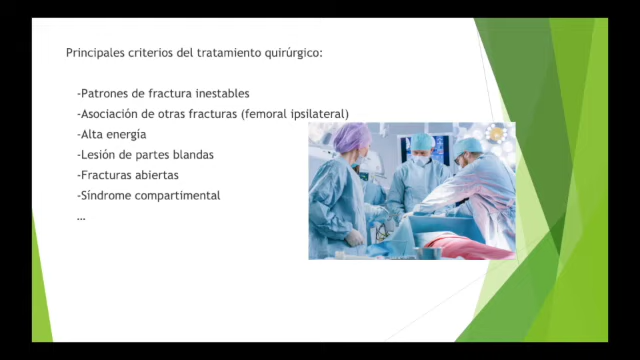 Principales criterios del tratamiento quirúrgico:
-Patrones de fractura inestables
-Asociación de otras fracturas (femoral ipsilateral)
-Alta energía
-Lesión de partes blandas
-Fracturas abiertas
-Síndrome compartimental
…